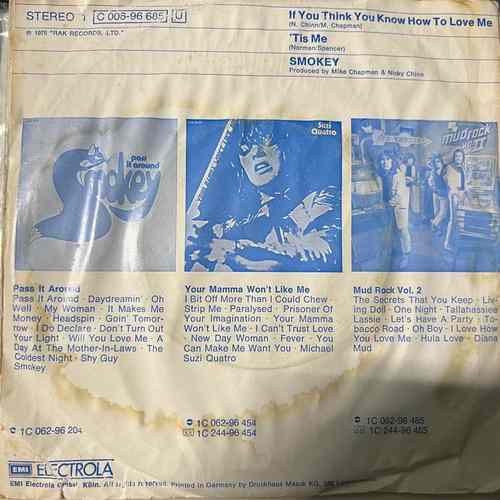 STEREO 1 C 006-96 685 U
℗ 1975 "RAK RECORDS, LTD."
If You Think You Know How To Love Me
(N. Chinn/M. Chapman)
'Tis Me
(Norman/Spencer)
SMOKEY
Produced by Mike Chapman & Nicky Chinn
pass
it around
Smokey
Suzi
Quatro
mudrock
VOL II
Pass It Around
Pass It Around · Daydreamin' · Oh
Well · My Woman · It Makes Me
Money · Headspin · Goin' Tomor-
row · I Do Declare · Don't Turn Out
Your Light · Will You Love Me · A
Day At The Mother-In-Laws · The
Coldest Night · Shy Guy
Smokey
Your Mamma Won't Like Me
I Bit Off More Than I Could Chew ·
Strip Me · Paralysed · Prisoner Of
Your Imagination · Your Mamma
Won't Like Me · I Can't Trust Love
· New Day Woman · Fever · You
Can Make Me Want You · Michael
Suzi Quatro
Mud Rock Vol. 2
The Secrets That You Keep · Liv-
ing Doll · One Night · Tallahassiee
Lassie · Let's Have A Party · To-
bacco Road · Oh Boy · I Love How
You Love Me · Hula Love · Diana
Mud
1C 062-96 204
1C 062-96 454
1C 244-96 454
1C 062-96 485
1C 244-96 485
EMI ELECTROLA
EMI Electrola GmbH, Köln. All rights reserved. Printed in Germany by Druckhaus Maack KG,